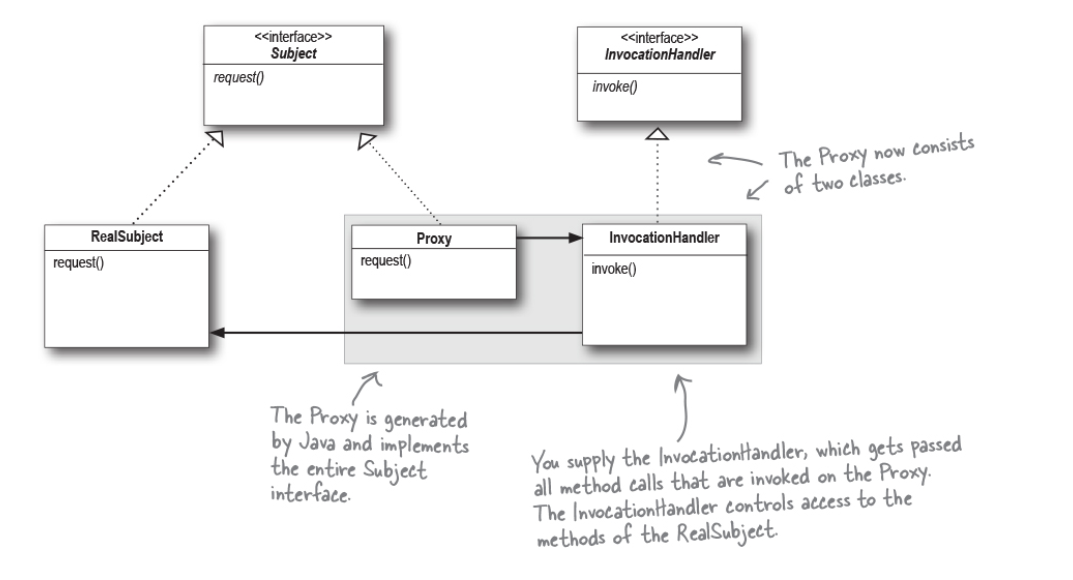 <<interface>>
Subject
request()
<<interface>>
InvocationHandler
invoke()
The Proxy now consists
of two classes.
RealSubject
request()
Proxy
request()
InvocationHandler
invoke()
The Proxy is generated
by Java and implements
the entire Subject
interface.
You supply the InvocationHandler, which gets passed
all method calls that are invoked on the Proxy.
The InvocationHandler controls access to the
methods of the RealSubject.